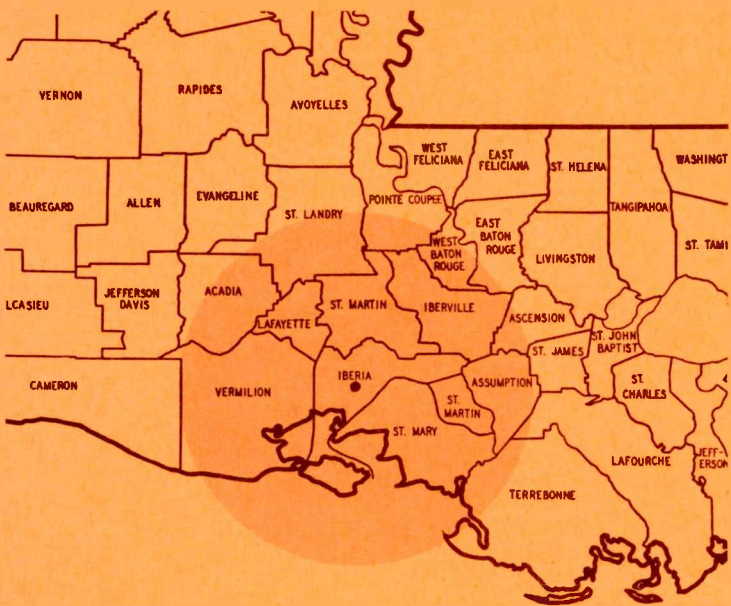 VERNON
RAPIDES
AVOYELLES
WEST
FELICIANA
EAST
FELICIANA
ST. HELENA
WASHINGT
BEAUREGARD
ALLEN
EVANGELINE
ST. LANDRY
POINTE COUPEE
TANGIPAHOA
WEST
BATON
ROUGE
EAST
BATON
ROUGE
LIVINGSTON
ST. TAMM
LCASIEU
JEFFERSON
DAVIS
ACADIA
LAFAYETTE
ST. MARTIN
IBERVILLE
ASCENSION
ST. JAMES
ST. JOHN
BAPTIST
CAMERON
VERMILION
IBERIA
ST. MARTIN
ASSUMPTION
ST. MARY
ST.
CHARLES
LAFOURCHE
JEFF-
ERSON
TERREBONNE